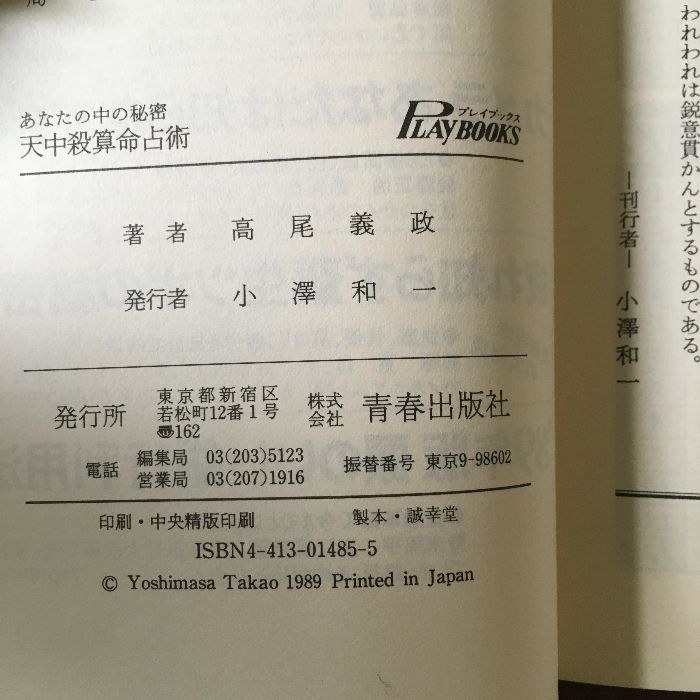 あなたの中の秘密
天中殺算命占術
プレイブックス
PLAYBOOKS
著者 高尾義政
発行者 小澤和一
発行所
東京都新宿区
若松町12番1号
〠162
株式
会社
青春出版社
電話
編集局 03(203)5123
営業局 03(207)1916
振替番号 東京9-98602
印刷・中央精版印刷 製本・誠幸堂
ISBN4-413-01485-5
© Yoshimasa Takao 1989 Printed in Japan
われわれは鋭意貫かんとするものである。
―刊行者― 小澤和一